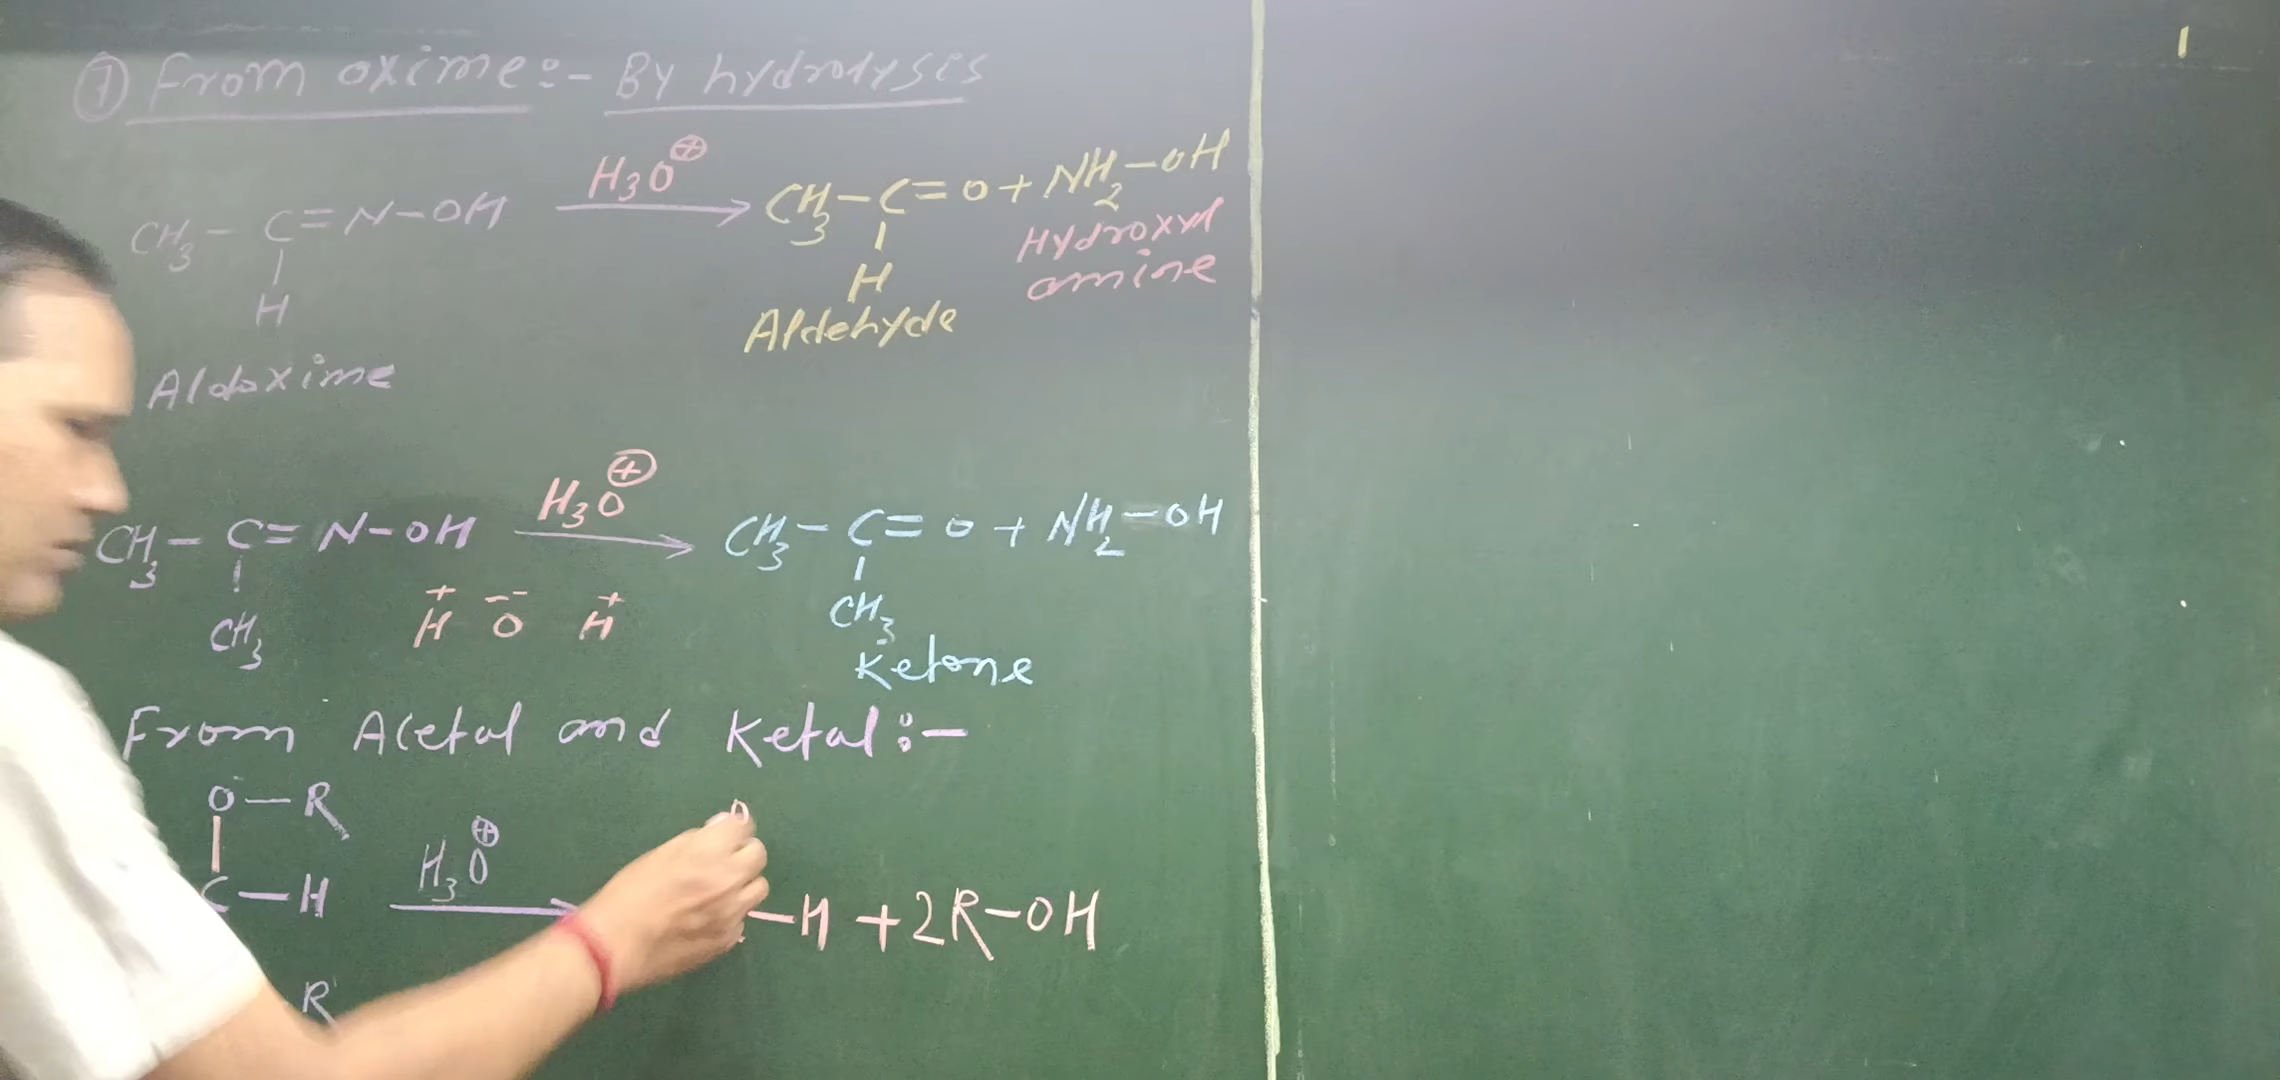 ⑦ From oxime:- By hydrolysis
H3O⊕
CH3-C=N-OH → CH3-C=O + NH2-OH
H
H
Hydroxyl
amine
Aldehyde
Aldoxime
H3O⊕
CH3-C=N-OH → CH3-C=O + NH2-OH
CH3
CH3
H+ O-- H+
Ketone
From Acetal and Ketal:-
O-R
H3O⊕
C-H → -H + 2R-OH
R